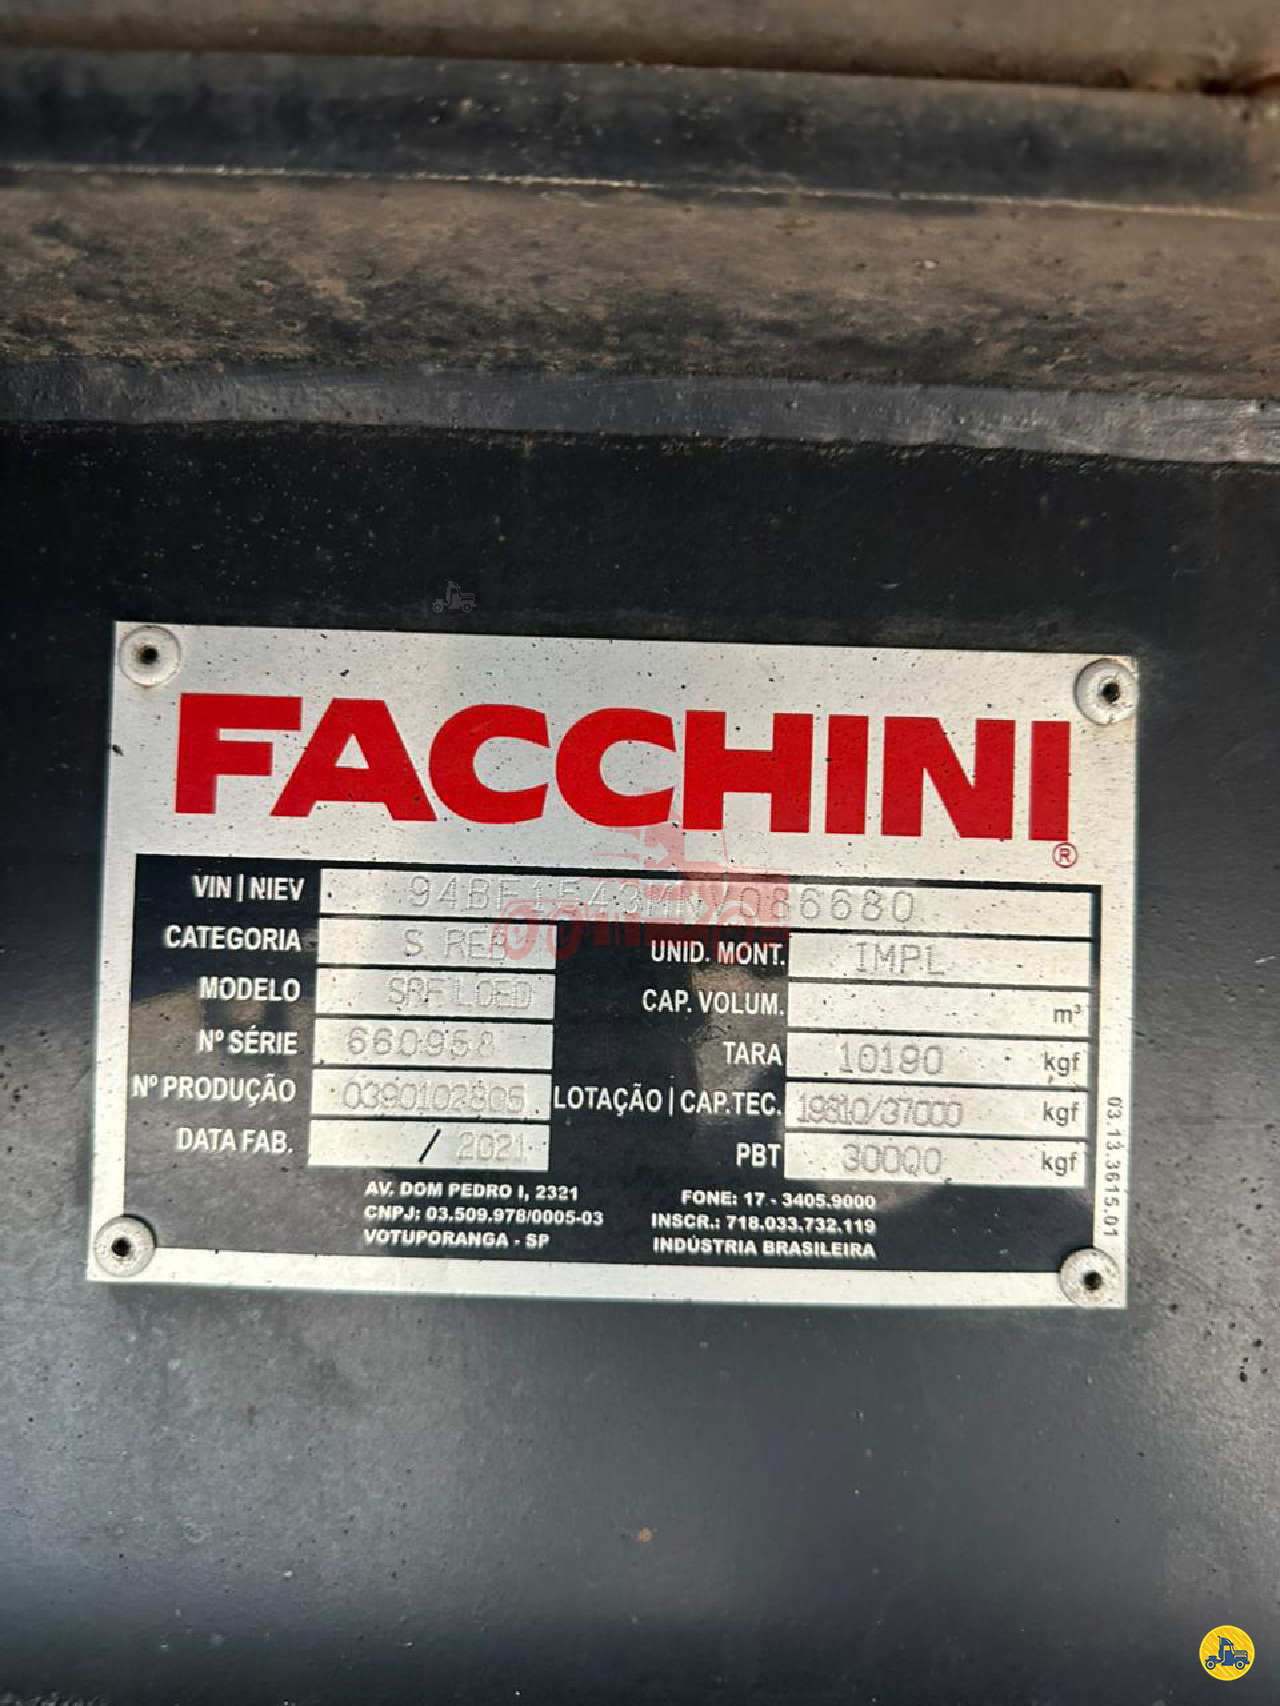 FACCHINI®
VIN | NIEV 94BF1543MNV086680
CATEGORIA S REB UNID. MONT. IMPL
MODELO CAP. VOLUM. m³
Nº SÉRIE 660958 TARA 10190 kgf
Nº PRODUÇÃO 0390102805 LOTAÇÃO | CAP.TEC. 19810/37000 kgf
DATA FAB. / 2021 PBT 30000 kgf
AV. DOM PEDRO I, 2321 FONE: 17 - 3405.9000
CNPJ: 03.509.978/0005-03 INSCR.: 718.033.732.119
VOTUPORANGA - SP INDÚSTRIA BRASILEIRA
03.13.3615.01